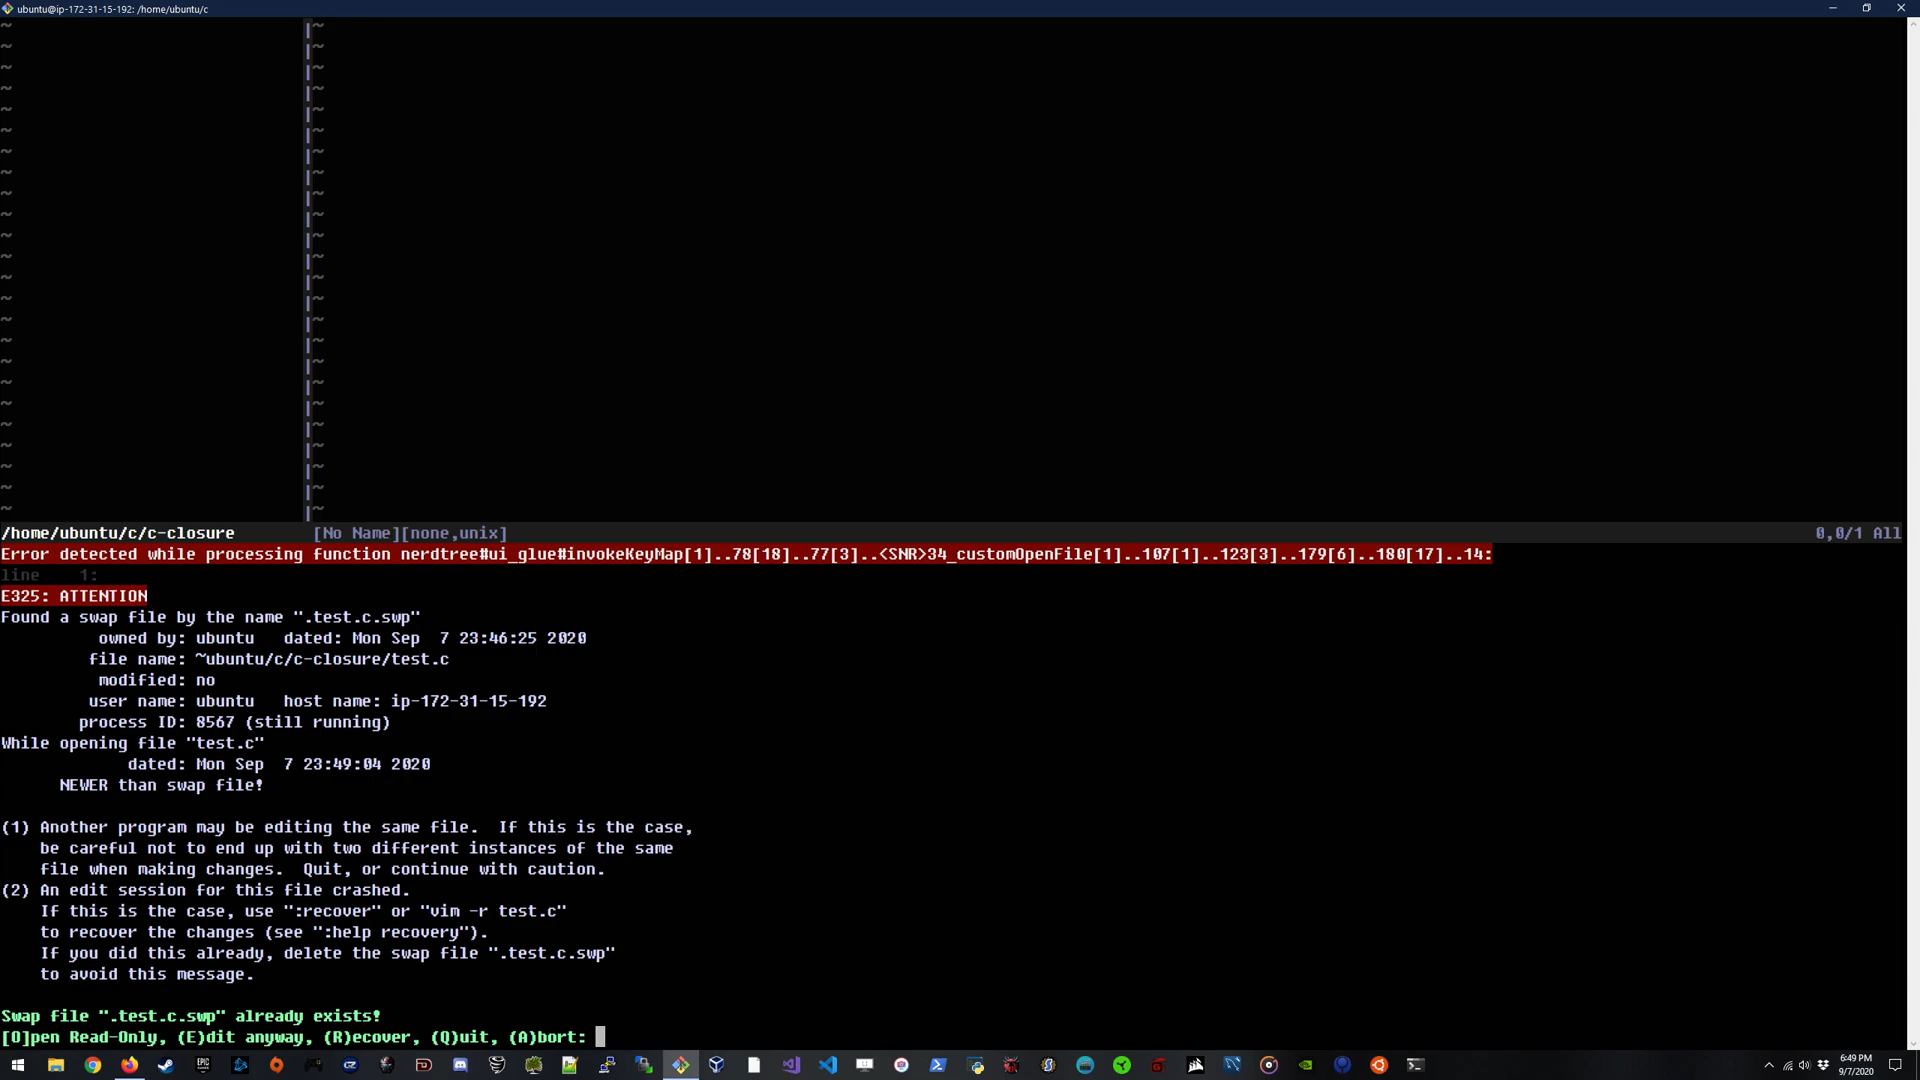 ubuntu@ip-172-31-15-192: /home/ubuntu/c
/home/ubuntu/c/c-closure [No Name][none,unix] 0,0/1 All
Error detected while processing function nerdtree#ui_glue#invokeKeyMap[1]..78[18]..77[3]..<SNR>34_customOpenFile[1]..107[1]..123[3]..179[6]..180[17]..14:
line 1:
E325: ATTENTION
Found a swap file by the name ".test.c.swp"
owned by: ubuntu dated: Mon Sep 7 23:46:25 2020
file name: ~ubuntu/c/c-closure/test.c
modified: no
user name: ubuntu host name: ip-172-31-15-192
process ID: 8567 (still running)
While opening file "test.c"
dated: Mon Sep 7 23:49:04 2020
NEWER than swap file!
(1) Another program may be editing the same file. If this is the case,
be careful not to end up with two different instances of the same
file when making changes. Quit, or continue with caution.
(2) An edit session for this file crashed.
If this is the case, use ":recover" or "vim -r test.c"
to recover the changes (see ":help recovery").
If you did this already, delete the swap file ".test.c.swp"
to avoid this message.
Swap file ".test.c.swp" already exists!
[O]pen Read-Only, (E)dit anyway, (R)ecover, (Q)uit, (A)bort:
6:49 PM
9/7/2020